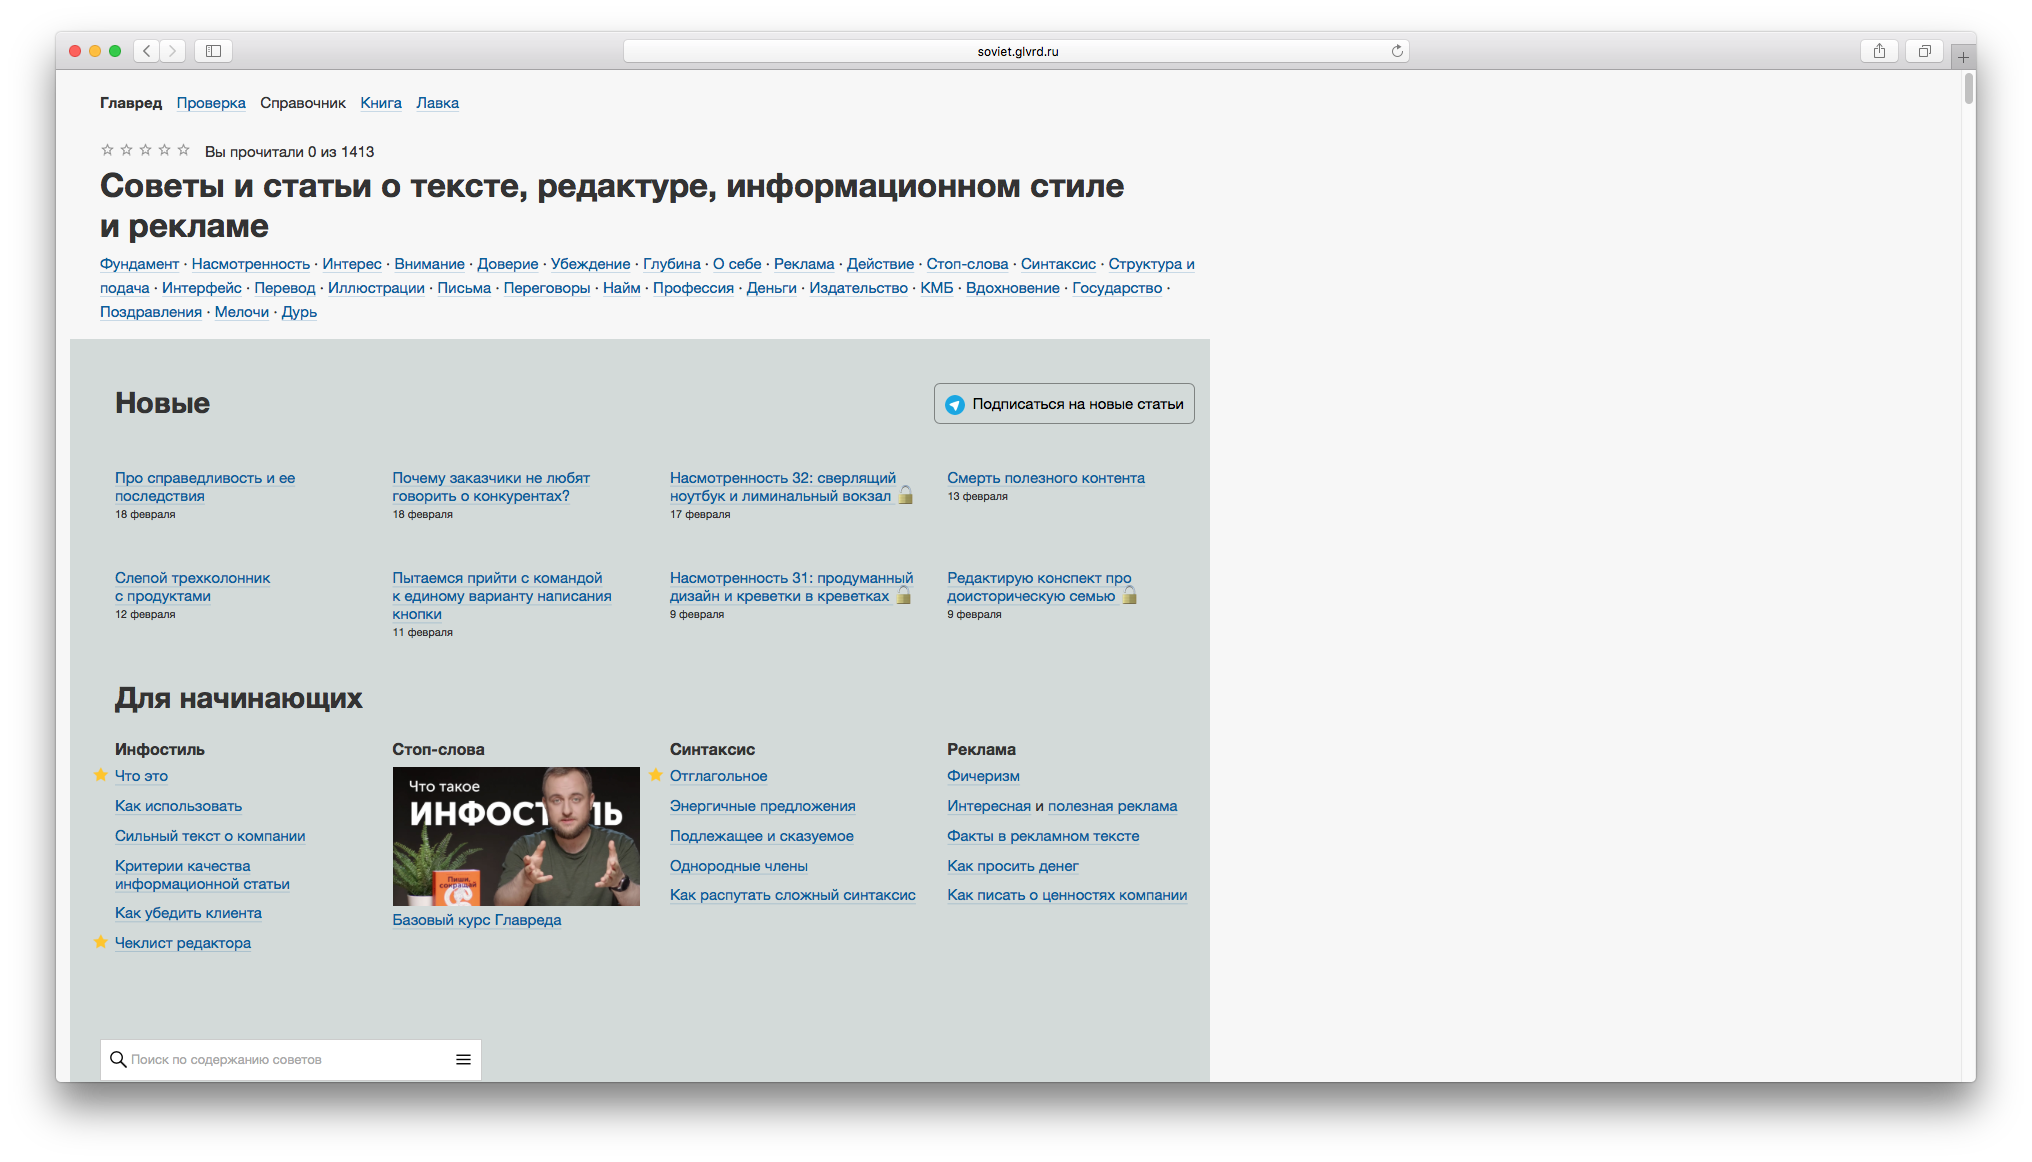 soviet.glvrd.ru
Главред Проверка Справочник Книга Лавка
Вы прочитали 0 из 1413
Советы и статьи о тексте, редактуре, информационном стиле
и рекламе
Фундамент · Насмотренность · Интерес · Внимание · Доверие · Убеждение · Глубина · О себе · Реклама · Действие · Стоп-слова · Синтаксис · Структура и
подача · Интерфейс · Перевод · Иллюстрации · Письма · Переговоры · Найм · Профессия · Деньги · Издательство · КМБ · Вдохновение · Государство ·
Поздравления · Мелочи · Дурь
Новые
Подписаться на новые статьи
Про справедливость и ее
последствия
18 февраля
Почему заказчики не любят
говорить о конкурентах?
18 февраля
Насмотренность 32: сверлящий
ноутбук и лиминальный вокзал
17 февраля
Смерть полезного контента
13 февраля
Слепой трехколонник
с продуктами
12 февраля
Пытаемся прийти с командой
к единому варианту написания
кнопки
11 февраля
Насмотренность 31: продуманный
дизайн и креветки в креветках
9 февраля
Редактирую конспект про
доисторическую семью
9 февраля
Для начинающих
Инфостиль
Что это
Как использовать
Сильный текст о компании
Критерии качества
информационной статьи
Как убедить клиента
Чеклист редактора
Стоп-слова
Что такое
ИНФОСТИЛЬ
Пиши,
сокращай
Базовый курс Главреда
Синтаксис
Отглагольное
Энергичные предложения
Подлежащее и сказуемое
Однородные члены
Как распутать сложный синтаксис
Реклама
Фичеризм
Интересная и полезная реклама
Факты в рекламном тексте
Как просить денег
Как писать о ценностях компании
Поиск по содержанию советов